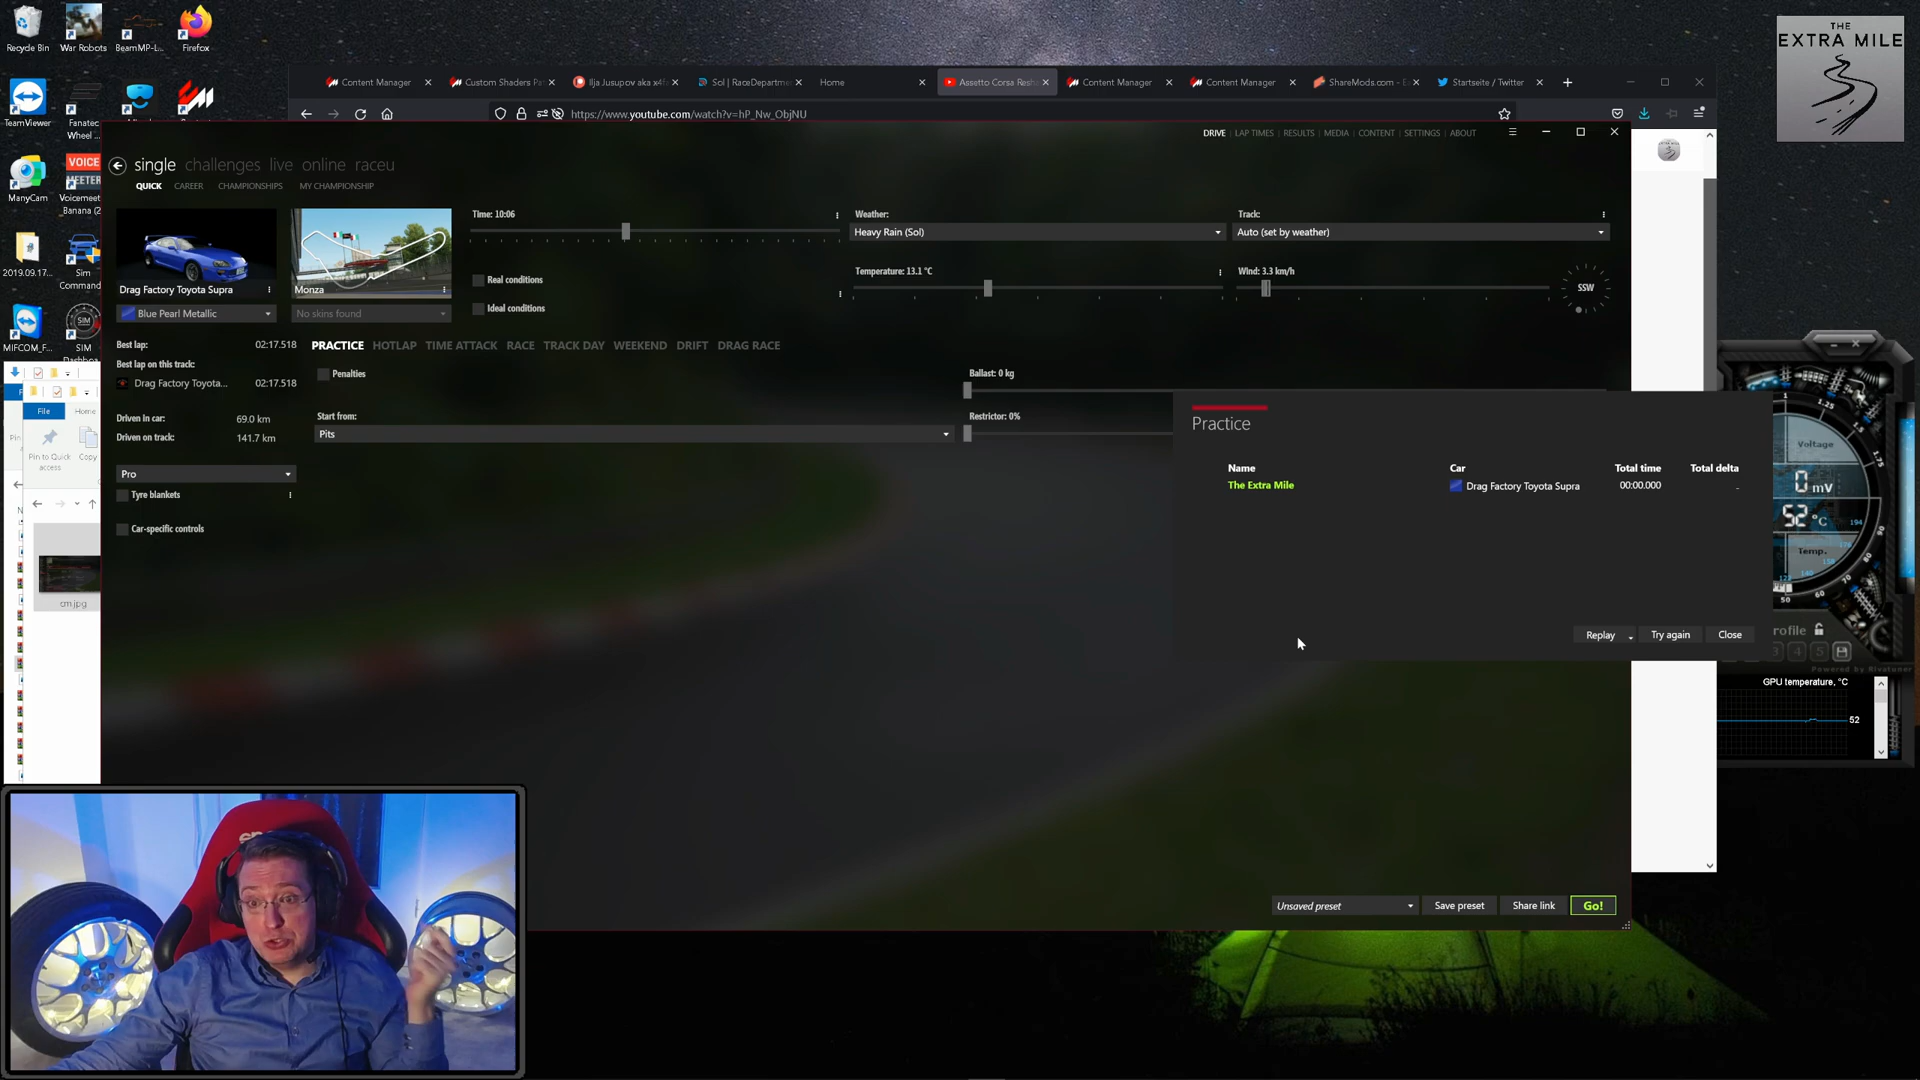 Recycle Bin
War Robots
BeamMP-L...
Firefox
TeamViewer
Fanatec
Wheel ...
ManyCam
VOICE
MEETER
Voicemeet
Banana (2
2019.09.17...
Sim
Command
MIFCOM_F...
SIM
Dashboa
THE
EXTRA MILE
Content Manager
Custom Shaders Pa
Ilja Jusupov aka x4fa
Sol | RaceDepartmen
Home
Assetto Corsa Resh
Content Manager
Content Manager
ShareMods.com - E
Startseite / Twitter
https://www.youtube.com/watch?v=hP_Nw_ObjNU
DRIVE | LAP TIMES | RESULTS | MEDIA | CONTENT | SETTINGS | ABOUT
single challenges live online raceu
QUICK CAREER CHAMPIONSHIPS MY CHAMPIONSHIP
Drag Factory Toyota Supra
Monza
Blue Pearl Metallic
No skins found
Time: 10:06
Real conditions
Ideal conditions
Weather:
Heavy Rain (Sol)
Track:
Auto (set by weather)
Temperature: 13.1 °C
Wind: 3.3 km/h
SSW
Best lap: 02:17.518
Best lap on this track:
Drag Factory Toyota... 02:17.518
Driven in car: 69.0 km
Driven on track: 141.7 km
Pro
Tyre blankets
Car-specific controls
PRACTICE HOTLAP TIME ATTACK RACE TRACK DAY WEEKEND DRIFT DRAG RACE
Penalties
Start from:
Pits
Ballast: 0 kg
Restrictor: 0%
Practice
Name Car Total time Total delta
The Extra Mile Drag Factory Toyota Supra 00:00.000 -
Replay Try again Close
Unsaved preset Save preset Share link Go!
File Home
Pin to Quick
access
Copy
cm.jpg
Voltage
0 mV
52 °C
Temp.
rofile
3 4 5
Powered by Rivatuner
GPU temperature, °C
52